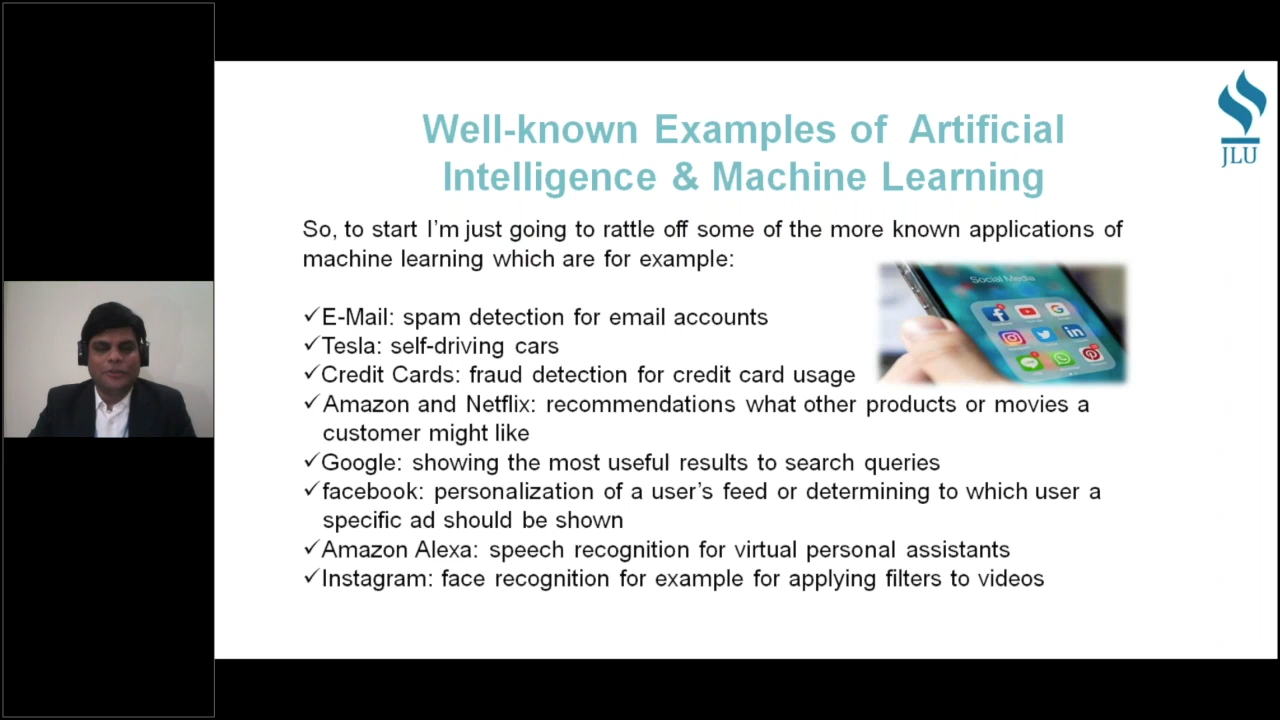 Well-known Examples of Artificial
Intelligence & Machine Learning
JLU
So, to start I'm just going to rattle off some of the more known applications of
machine learning which are for example:
Social Media
✓E-Mail: spam detection for email accounts
✓Tesla: self-driving cars
✓Credit Cards: fraud detection for credit card usage
✓Amazon and Netflix: recommendations what other products or movies a
customer might like
✓Google: showing the most useful results to search queries
✓facebook: personalization of a user's feed or determining to which user a
specific ad should be shown
✓Amazon Alexa: speech recognition for virtual personal assistants
✓Instagram: face recognition for example for applying filters to videos